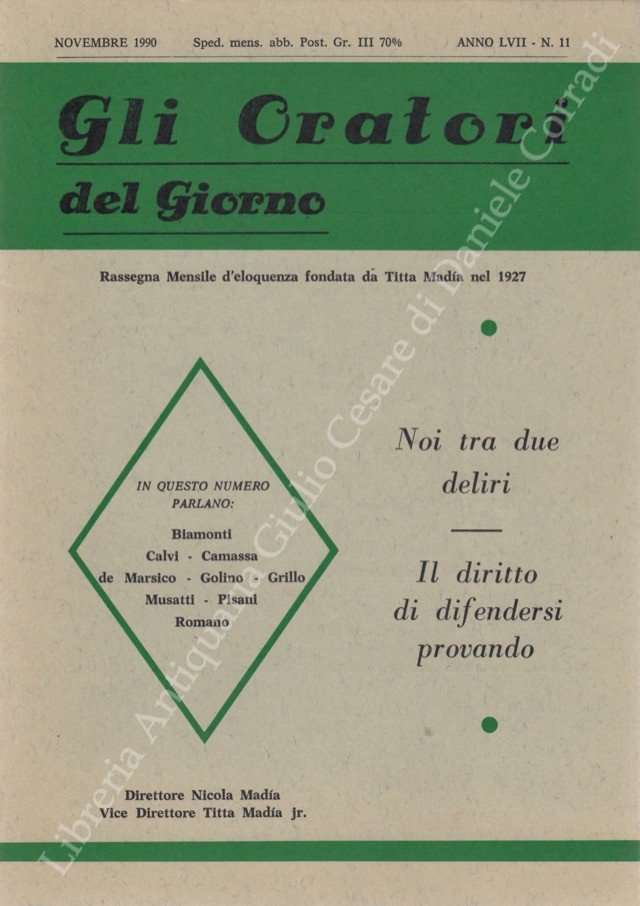 NOVEMBRE 1990 Sped. mens. abb. Post. Gr. III 70% ANNO LVII - N. 11
Gli Oratori
del Giorno
Rassegna Mensile d'eloquenza fondata da Titta Madía nel 1927
IN QUESTO NUMERO
PARLANO:
Biamonti
Calvi - Camassa
de Marsico - Golino - Grillo
Musatti - Pisani
Romano
Noi tra due
deliri
Il diritto
di difendersi
provando
Direttore Nicola Madía
Vice Direttore Titta Madía jr.
Libreria Antiquaria Giulio Cesare di Daniele Corradi